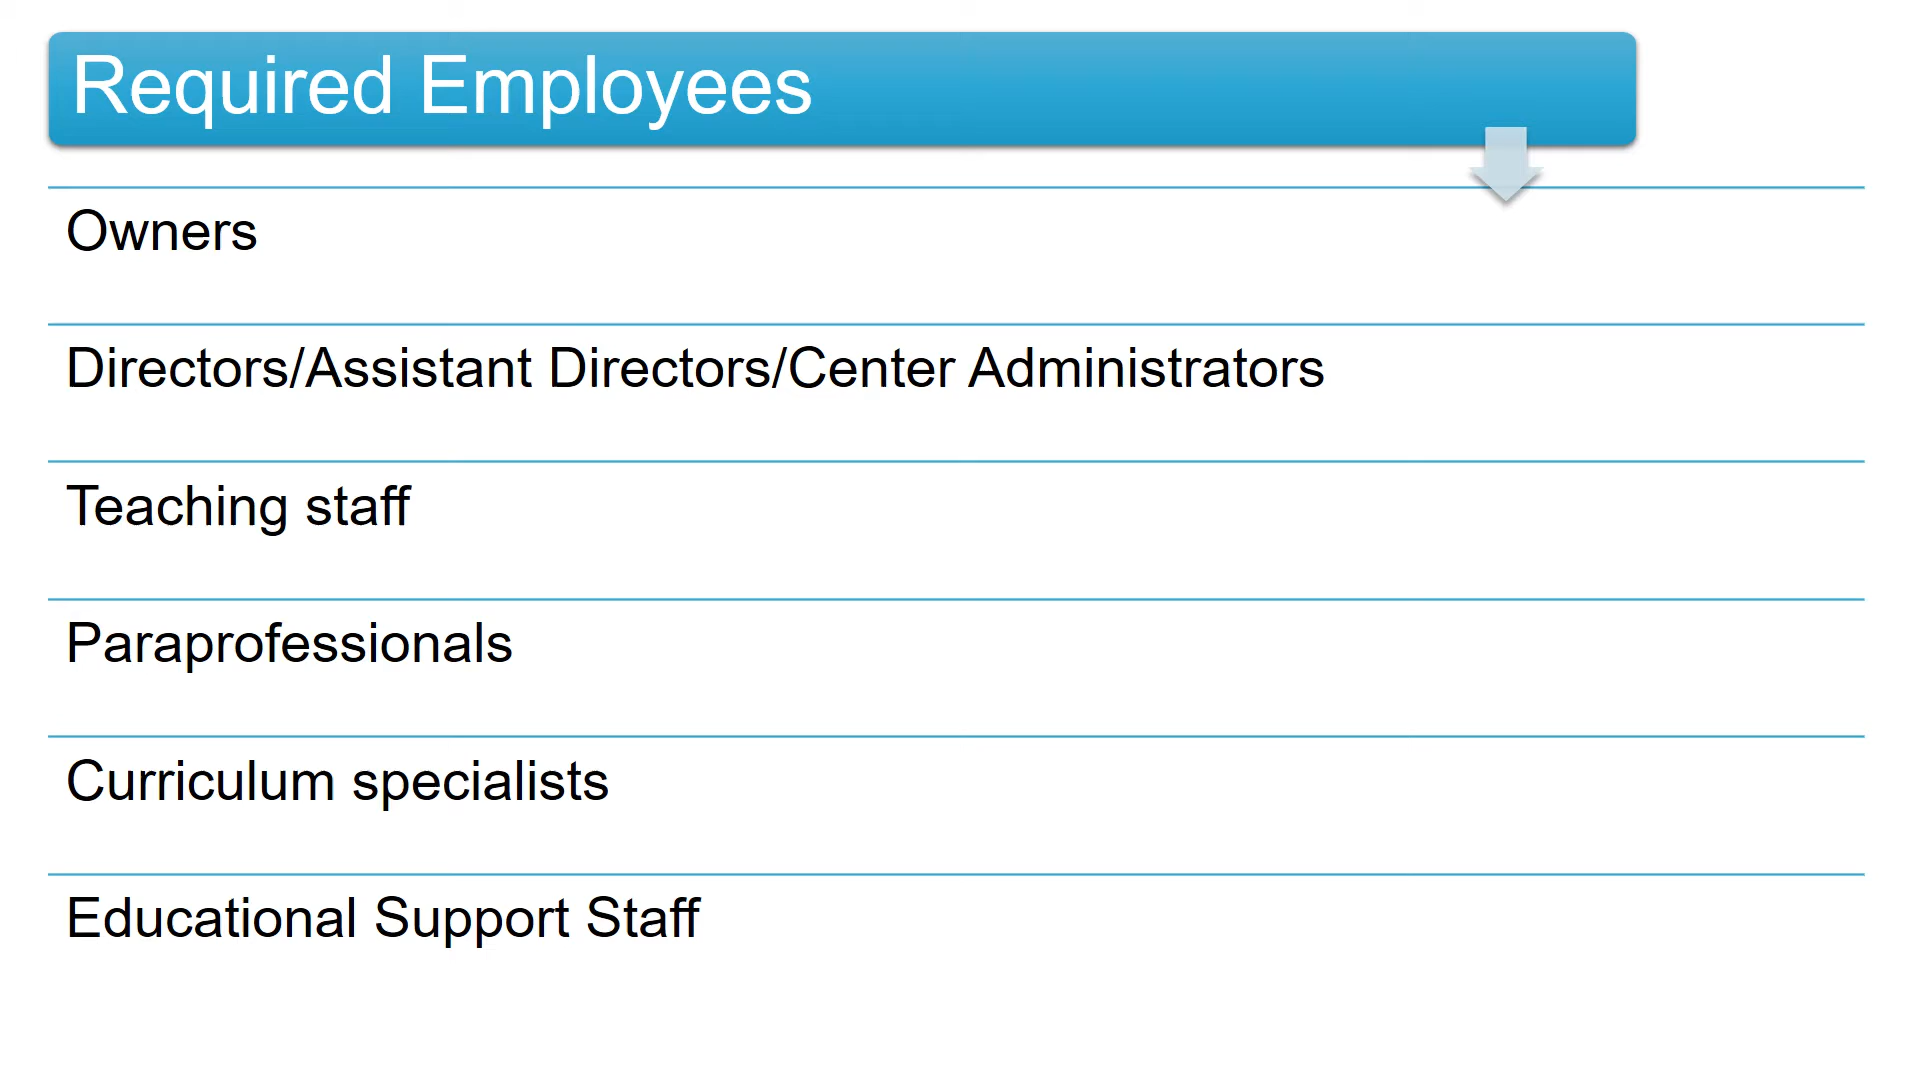 Required Employees
Owners
Directors/Assistant Directors/Center Administrators
Teaching staff
Paraprofessionals
Curriculum specialists
Educational Support Staff